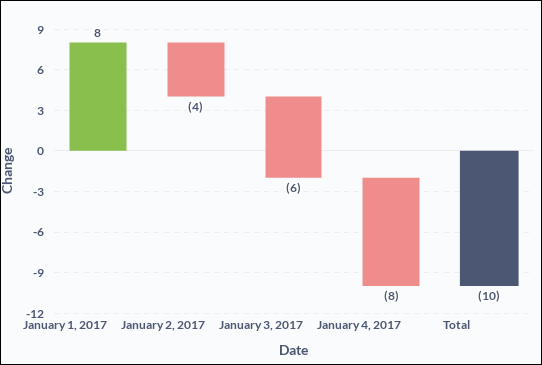 9
6
3
0
-3
-6
-9
-12
Change
8
(4)
(6)
(8)
(10)
January 1, 2017
January 2, 2017
January 3, 2017
January 4, 2017
Total
Date